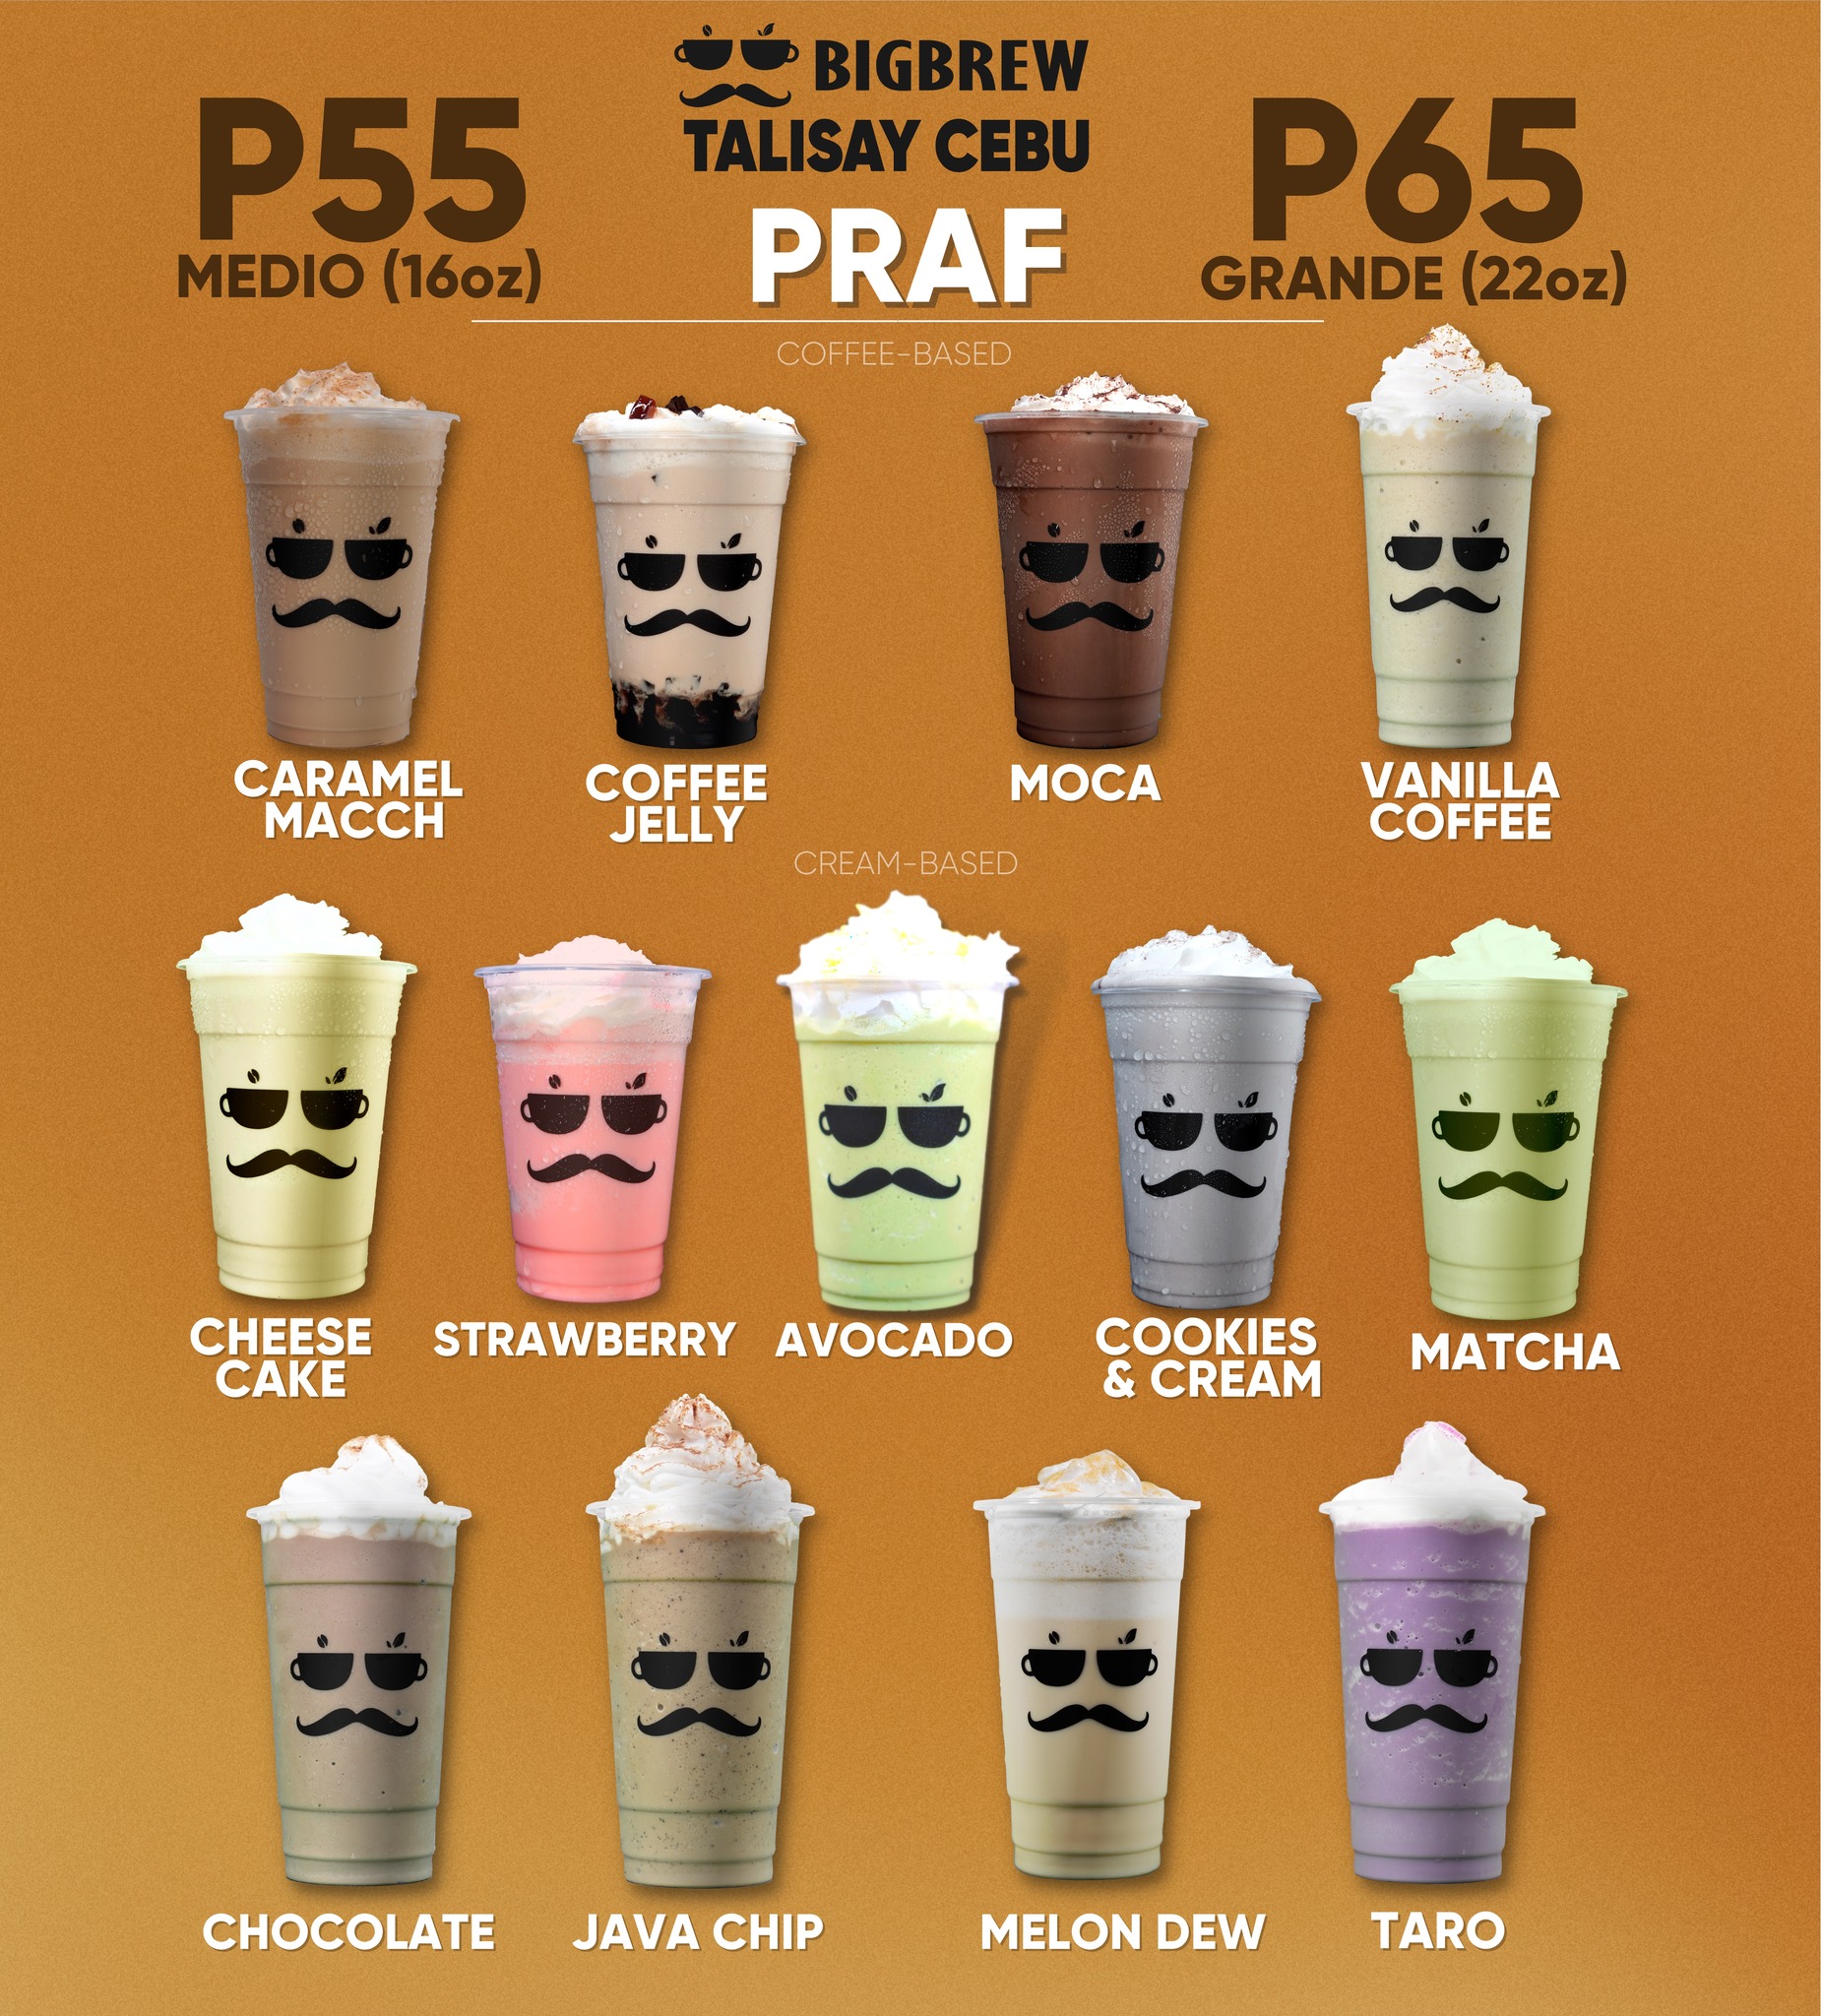 BIGBREW
TALISAY CEBU
P55
MEDIO (16oz)
PRAF
P65
GRANDE (22oz)
COFFEE-BASED
CARAMEL
MACCH
COFFEE
JELLY
MOCA
VANILLA
COFFEE
CREAM-BASED
CHEESE
CAKE
STRAWBERRY
AVOCADO
COOKIES
& CREAM
MATCHA
CHOCOLATE
JAVA CHIP
MELON DEW
TARO